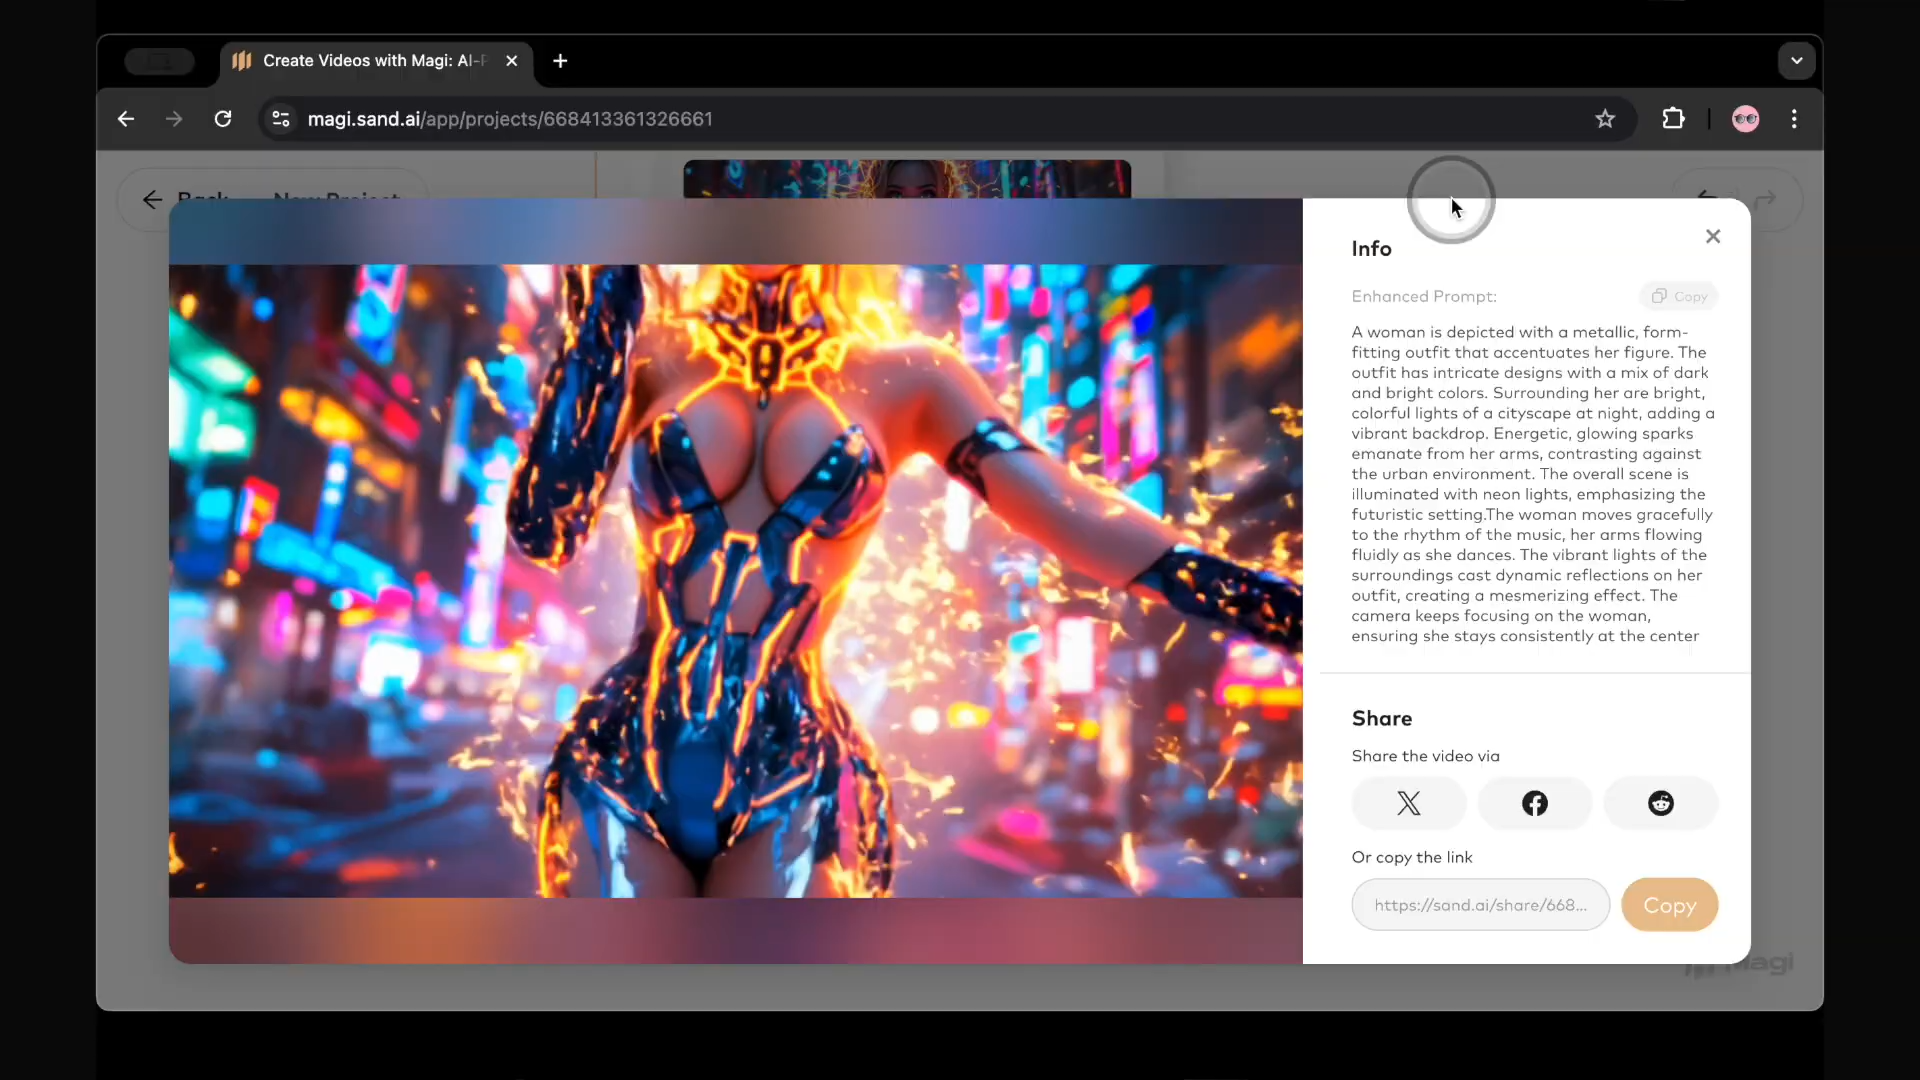 Create Videos with Magi: AI-P
magi.sand.ai/app/projects/668413361326661
Back
New Project
Info
Enhanced Prompt:
Copy
A woman is depicted with a metallic, form-
fitting outfit that accentuates her figure. The
outfit has intricate designs with a mix of dark
and bright colors. Surrounding her are bright,
colorful lights of a cityscape at night, adding a
vibrant backdrop. Energetic, glowing sparks
emanate from her arms, contrasting against
the urban environment. The overall scene is
illuminated with neon lights, emphasizing the
futuristic setting.The woman moves gracefully
to the rhythm of the music, her arms flowing
fluidly as she dances. The vibrant lights of the
surroundings cast dynamic reflections on her
outfit, creating a mesmerizing effect. The
camera keeps focusing on the woman,
ensuring she stays consistently at the center
Share
Share the video via
Or copy the link
https://sand.ai/share/668...
Copy
Magi